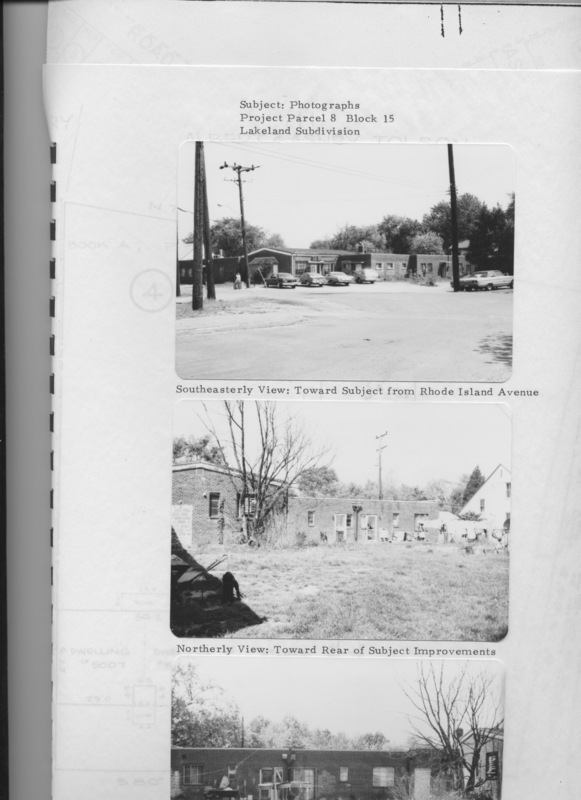 Subject: Photographs
Project Parcel 8 Block 15
Lakeland Subdivision
4
Southeasterly View: Toward Subject from Rhode Island Avenue
Northerly View: Toward Rear of Subject Improvements